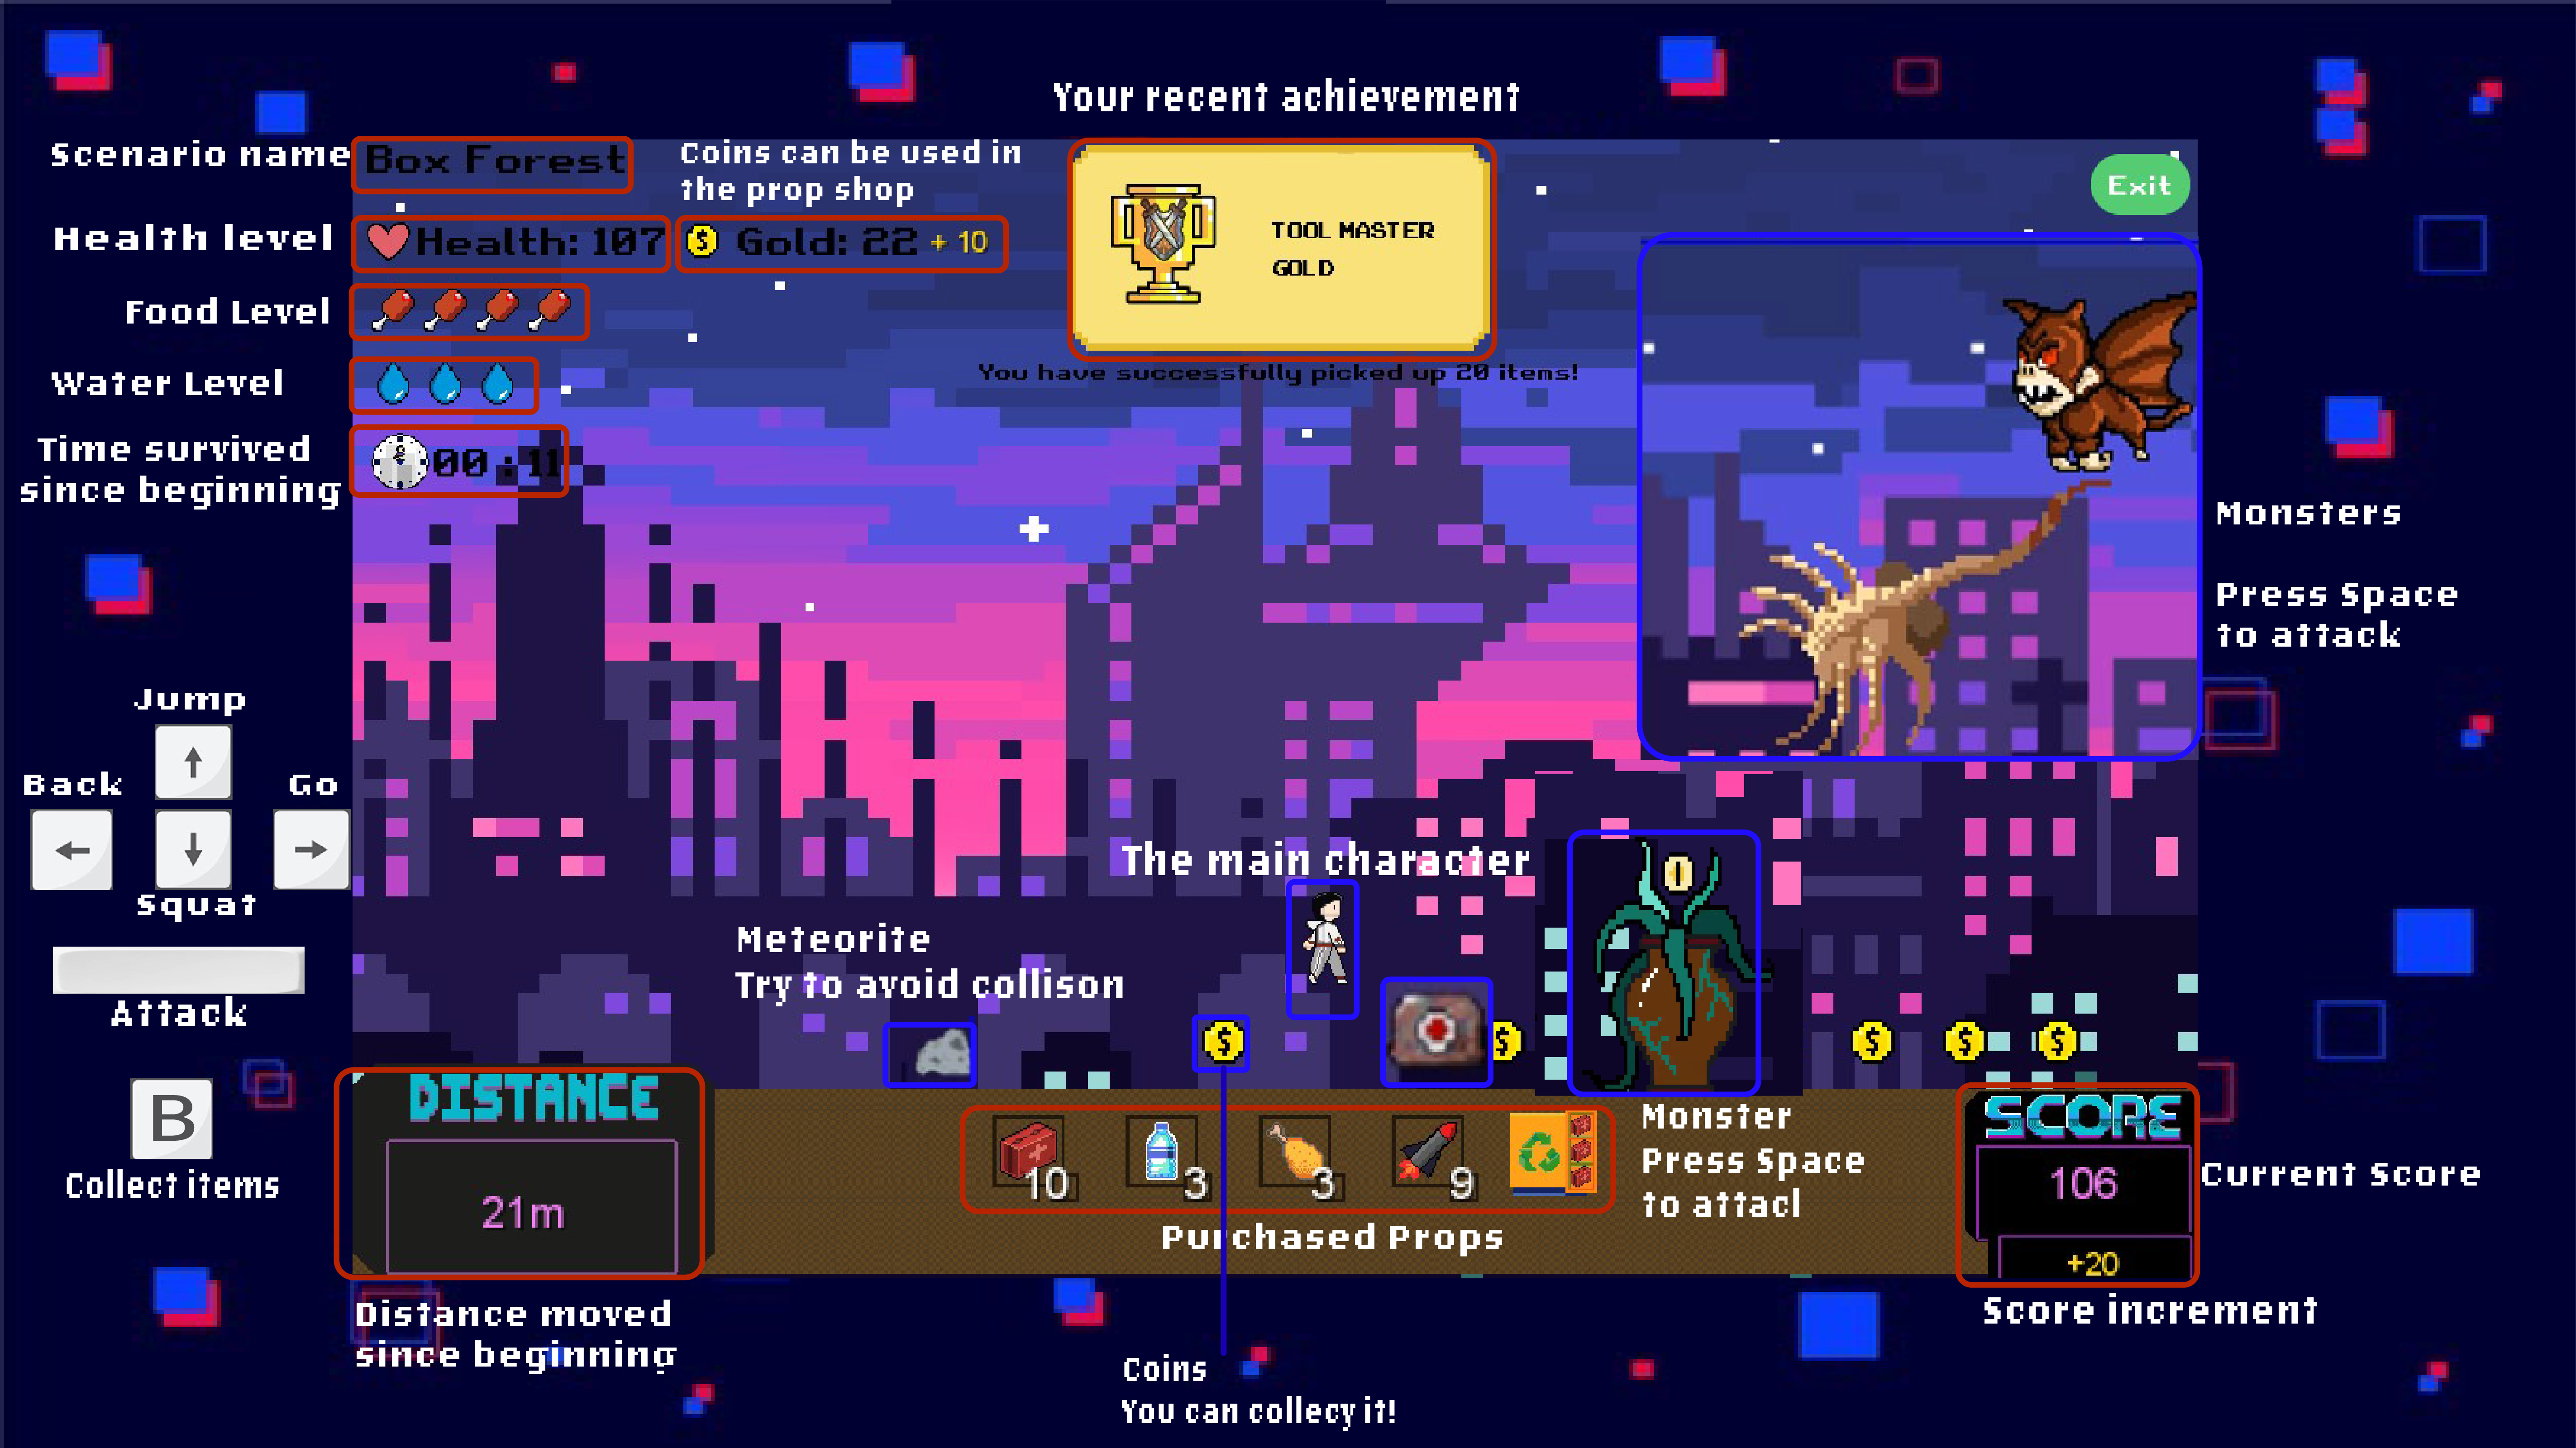 Your recent achievement
Scenario name
Box Forest
Coins can be used in
the prop shop
Exit
Health level
Health: 107
Gold: 22 + 10
TOOL MASTER
GOLD
Food Level
You have successfully picked up 20 items!
Water Level
Time survived
since beginning
00 : 11
Monsters
Press Space
to attack
Jump
Back
Go
Squat
The main character
Meteorite
Try to avoid collison
Attack
B
Collect items
DISTANCE
21m
10
3
3
9
Purchased Props
Monster
Press Space
to attacl
SCORE
106
+20
Current Score
Distance moved
since beginning
Score increment
Coins
You can collecy it!